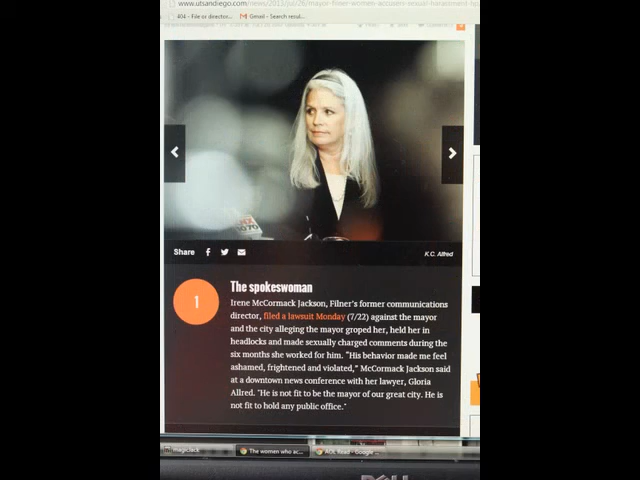 www.utsandiego.com/news/2013/jul/26/mayor-filner-women-accusers-sexual-harassment
404 - File or director...
Gmail - Search resul...
1070
Share
K.C. Alfred
1
The spokeswoman
Irene McCormack Jackson, Filner's former communications
director, filed a lawsuit Monday (7/22) against the mayor
and the city alleging the mayor groped her, held her in
headlocks and made sexually charged comments during the
six months she worked for him. "His behavior made me feel
ashamed, frightened and violated," McCormack Jackson said
at a downtown news conference with her lawyer, Gloria
Allred. "He is not fit to be the mayor of our great city. He is
not fit to hold any public office."
magicJack
The women who ac...
AOL Read - Google ...
DELL